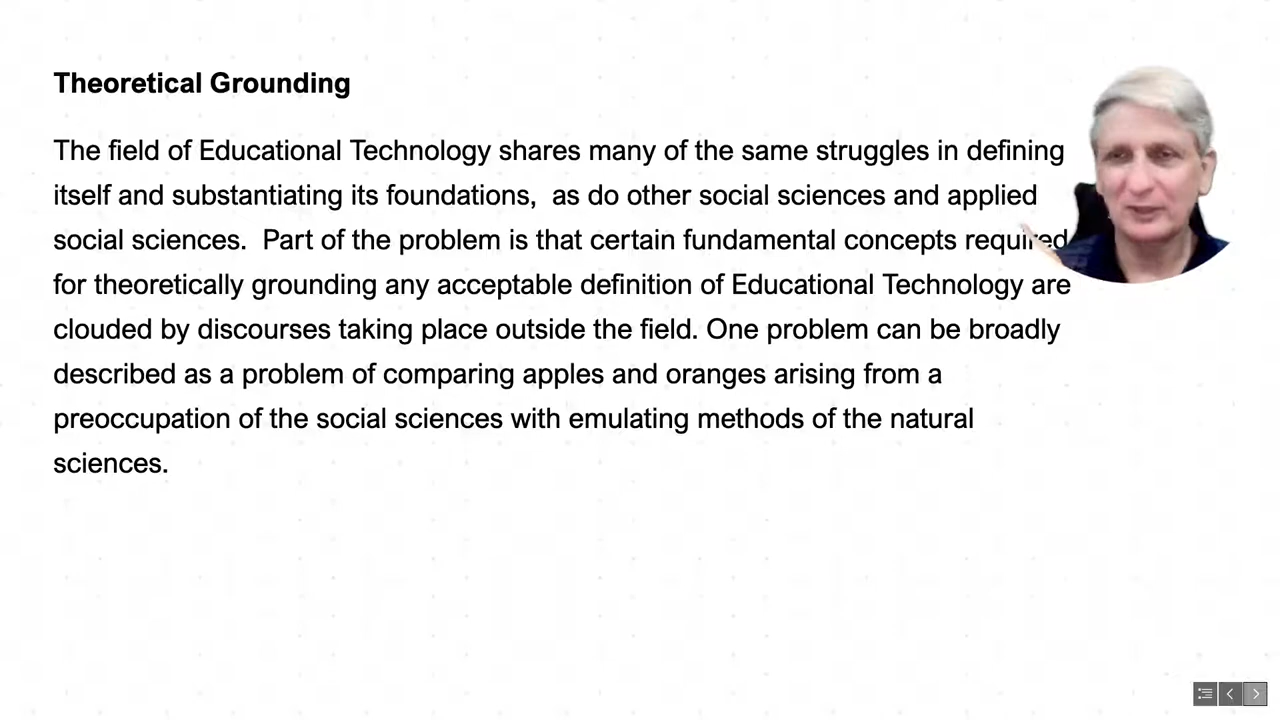 Theoretical Grounding
The field of Educational Technology shares many of the same struggles in defining
itself and substantiating its foundations,  as do other social sciences and applied
social sciences.  Part of the problem is that certain fundamental concepts required
for theoretically grounding any acceptable definition of Educational Technology are
clouded by discourses taking place outside the field. One problem can be broadly
described as a problem of comparing apples and oranges arising from a
preoccupation of the social sciences with emulating methods of the natural
sciences.